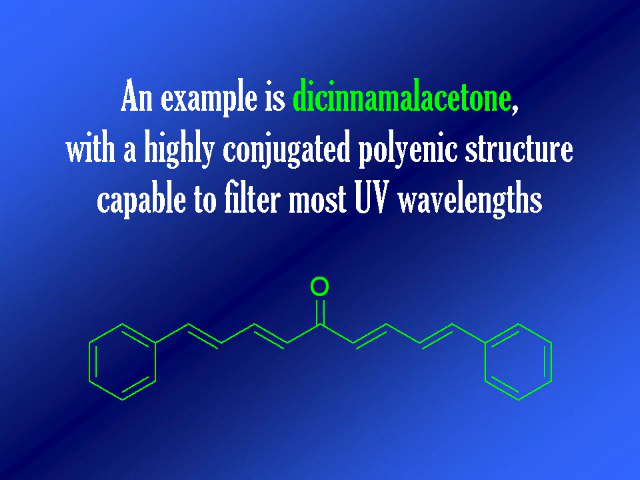 An example is dicinnamalacetone,
with a highly conjugated polyenic structure
capable to filter most UV wavelengths
O